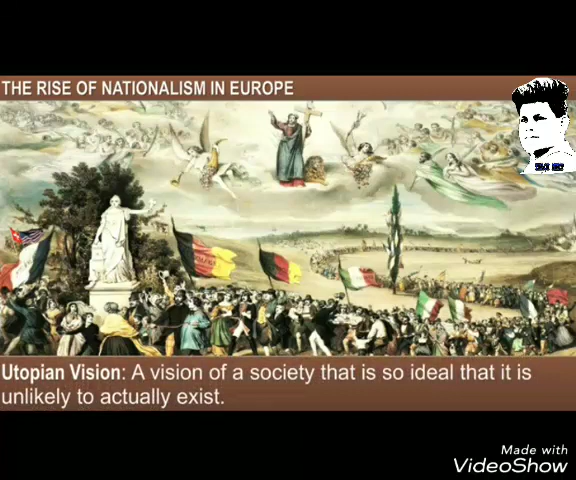 THE RISE OF NATIONALISM IN EUROPE
Utopian Vision: A vision of a society that is so ideal that it is
unlikely to actually exist.
Made with
VideoShow